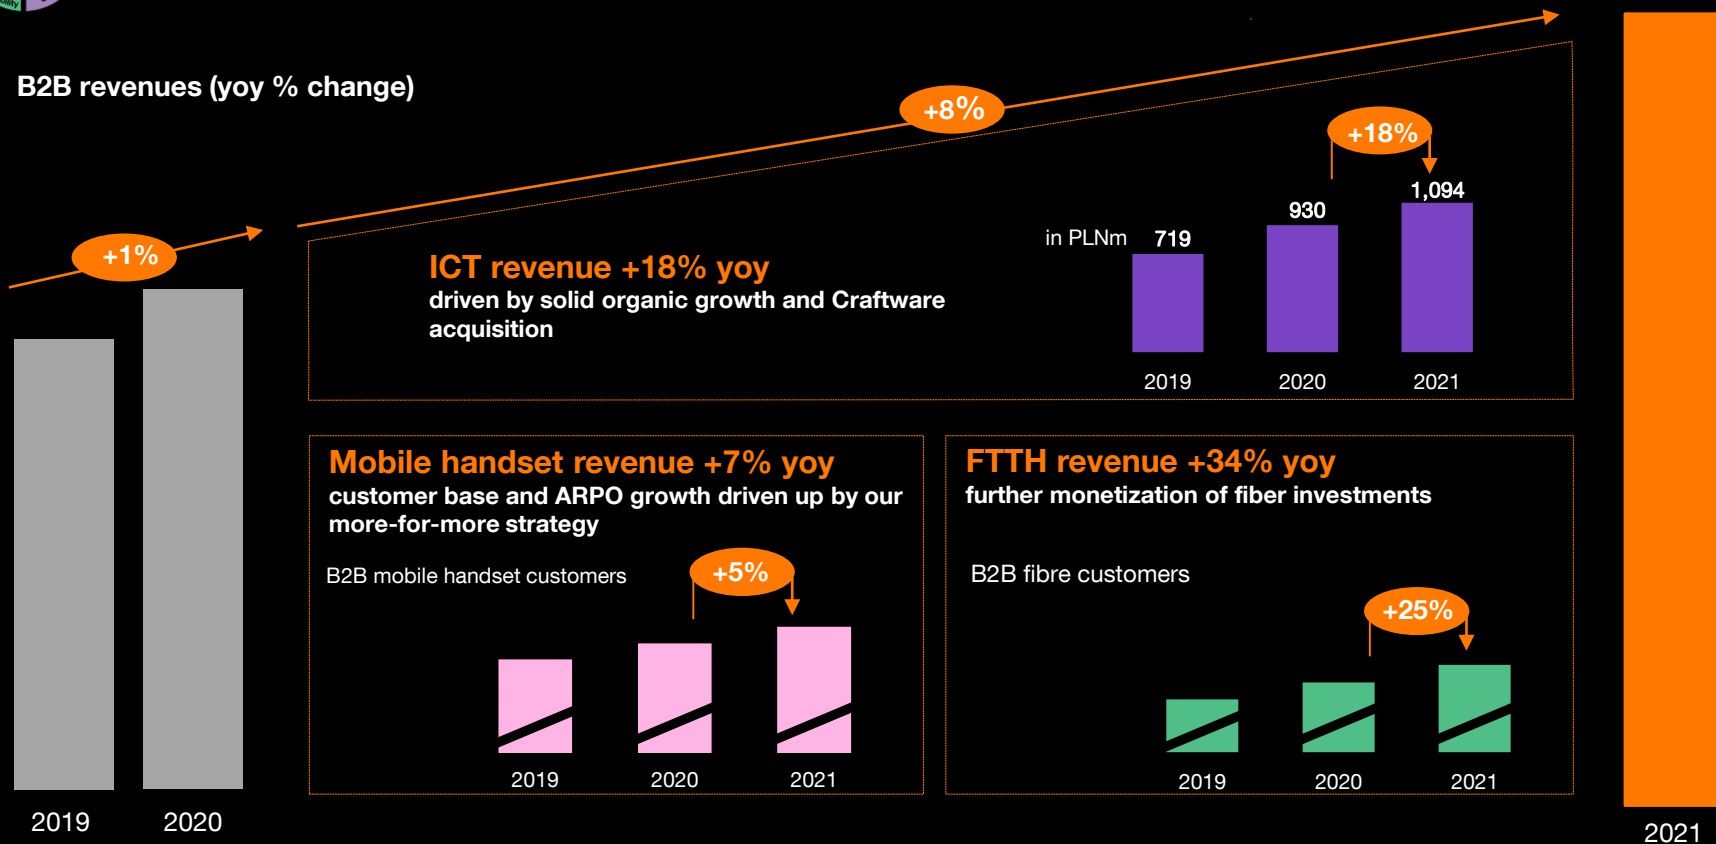 B2B revenues (yoy % change)
+1%
+8%
2019
2020
2021
ICT revenue +18% yoy
driven by solid organic growth and Craftware
acquisition
in PLNm
719
930
1,094
+18%
2019
2020
2021
Mobile handset revenue +7% yoy
customer base and ARPO growth driven up by our
more-for-more strategy
B2B mobile handset customers
+5%
2019
2020
2021
FTTH revenue +34% yoy
further monetization of fiber investments
B2B fibre customers
+25%
2019
2020
2021